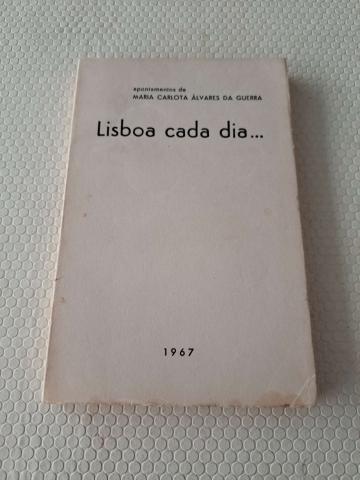 apontamentos de
MARIA CARLOTA ÁLVARES DA GUERRA
Lisboa cada dia...
1967